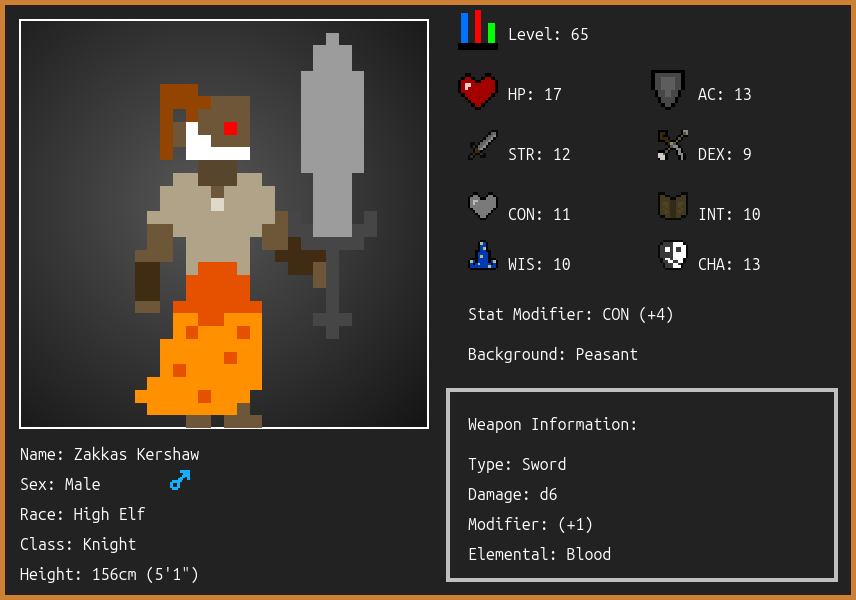 Level: 65
HP: 17
AC: 13
STR: 12
DEX: 9
CON: 11
INT: 10
WIS: 10
CHA: 13
Stat Modifier: CON (+4)
Background: Peasant
Weapon Information:
Type: Sword
Damage: d6
Modifier: (+1)
Elemental: Blood
Name: Zakkas Kershaw
Sex: Male
Race: High Elf
Class: Knight
Height: 156cm (5'1")